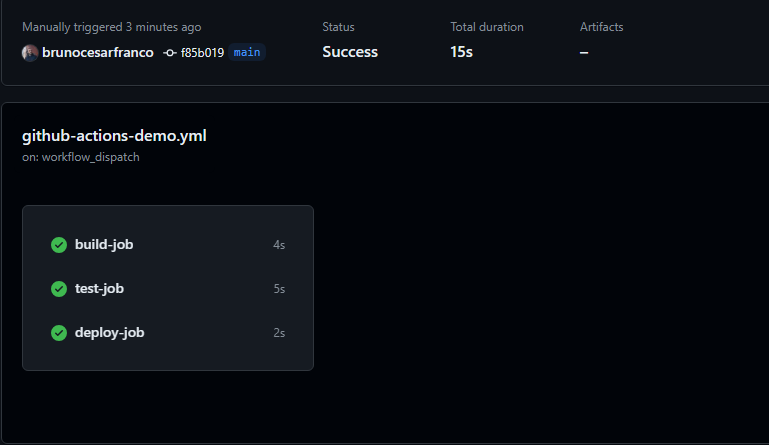 Manually triggered 3 minutes ago Status Total duration Artifacts
brunocesarfranco f85b019 main Success 15s –
github-actions-demo.yml
on: workflow_dispatch
build-job 4s
test-job 5s
deploy-job 2s